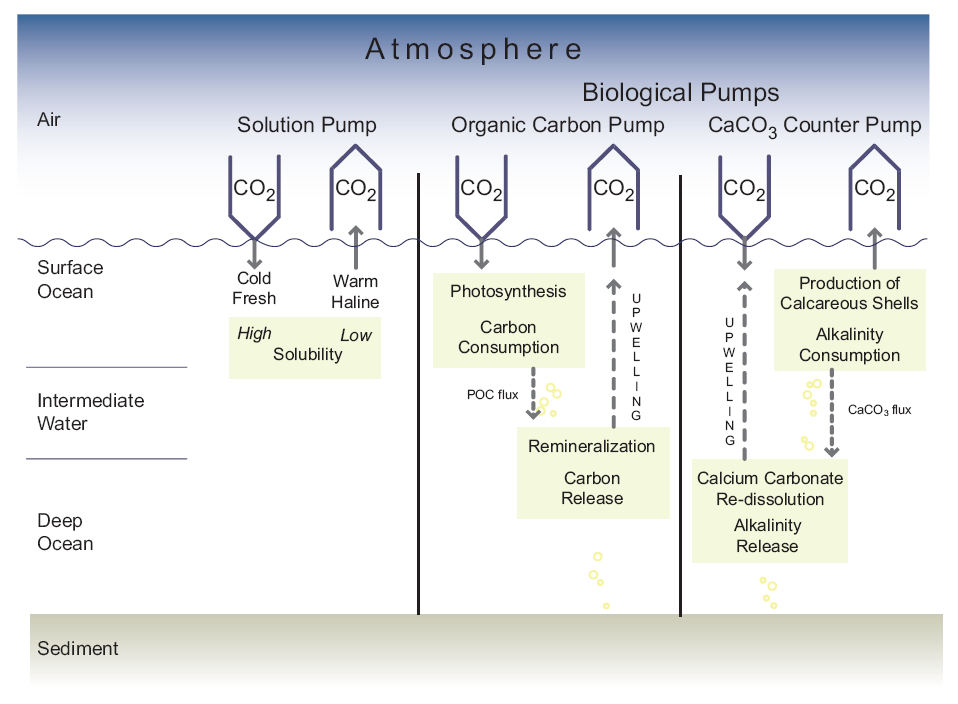 Atmosphere
Biological Pumps
Air
Solution Pump
Organic Carbon Pump
CaCO₃ Counter Pump
CO₂
CO₂
CO₂
CO₂
CO₂
CO₂
Surface
Ocean
Cold
Fresh
Warm
Haline
High
Low
Solubility
Photosynthesis
Carbon
Consumption
POC flux
UPWELLING
Remineralization
Carbon
Release
UPWELLING
Production of
Calcareous Shells
Alkalinity
Consumption
CaCO₃ flux
Calcium Carbonate
Re-dissolution
Alkalinity
Release
Intermediate
Water
Deep
Ocean
Sediment